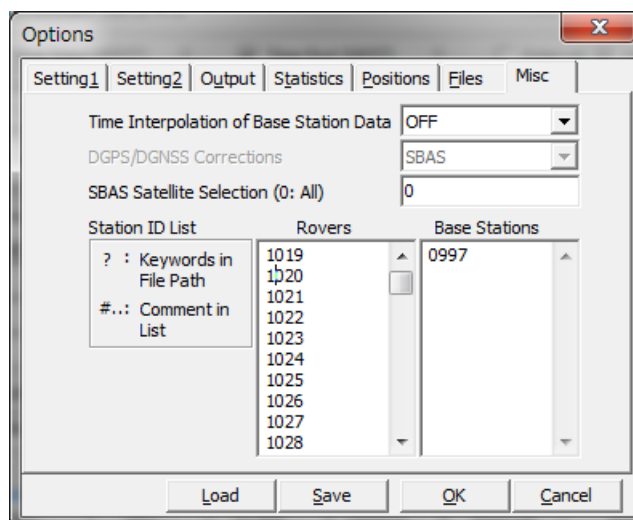 Options
Setting1 Setting2 Output Statistics Positions Files Misc
Time Interpolation of Base Station Data OFF
DGPS/DGNSS Corrections SBAS
SBAS Satellite Selection (0: All) 0
Station ID List Rovers Base Stations
? : Keywords in
File Path
#..: Comment in
List
1019
1020
1021
1022
1023
1024
1025
1026
1027
1028
0997
Load Save OK Cancel